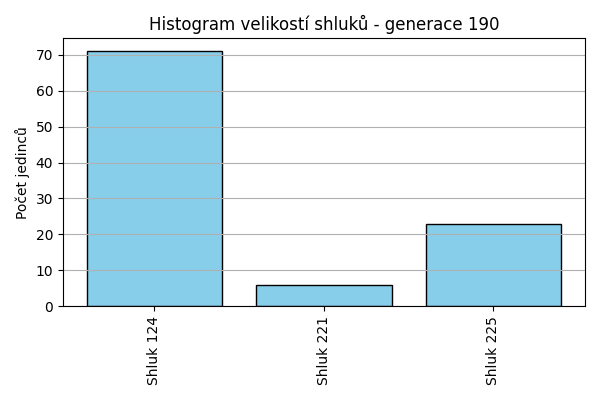 Histogram velikostí shluků - generace 190
Počet jedinců
70
60
50
40
30
20
10
0
Shluk 124
Shluk 221
Shluk 225